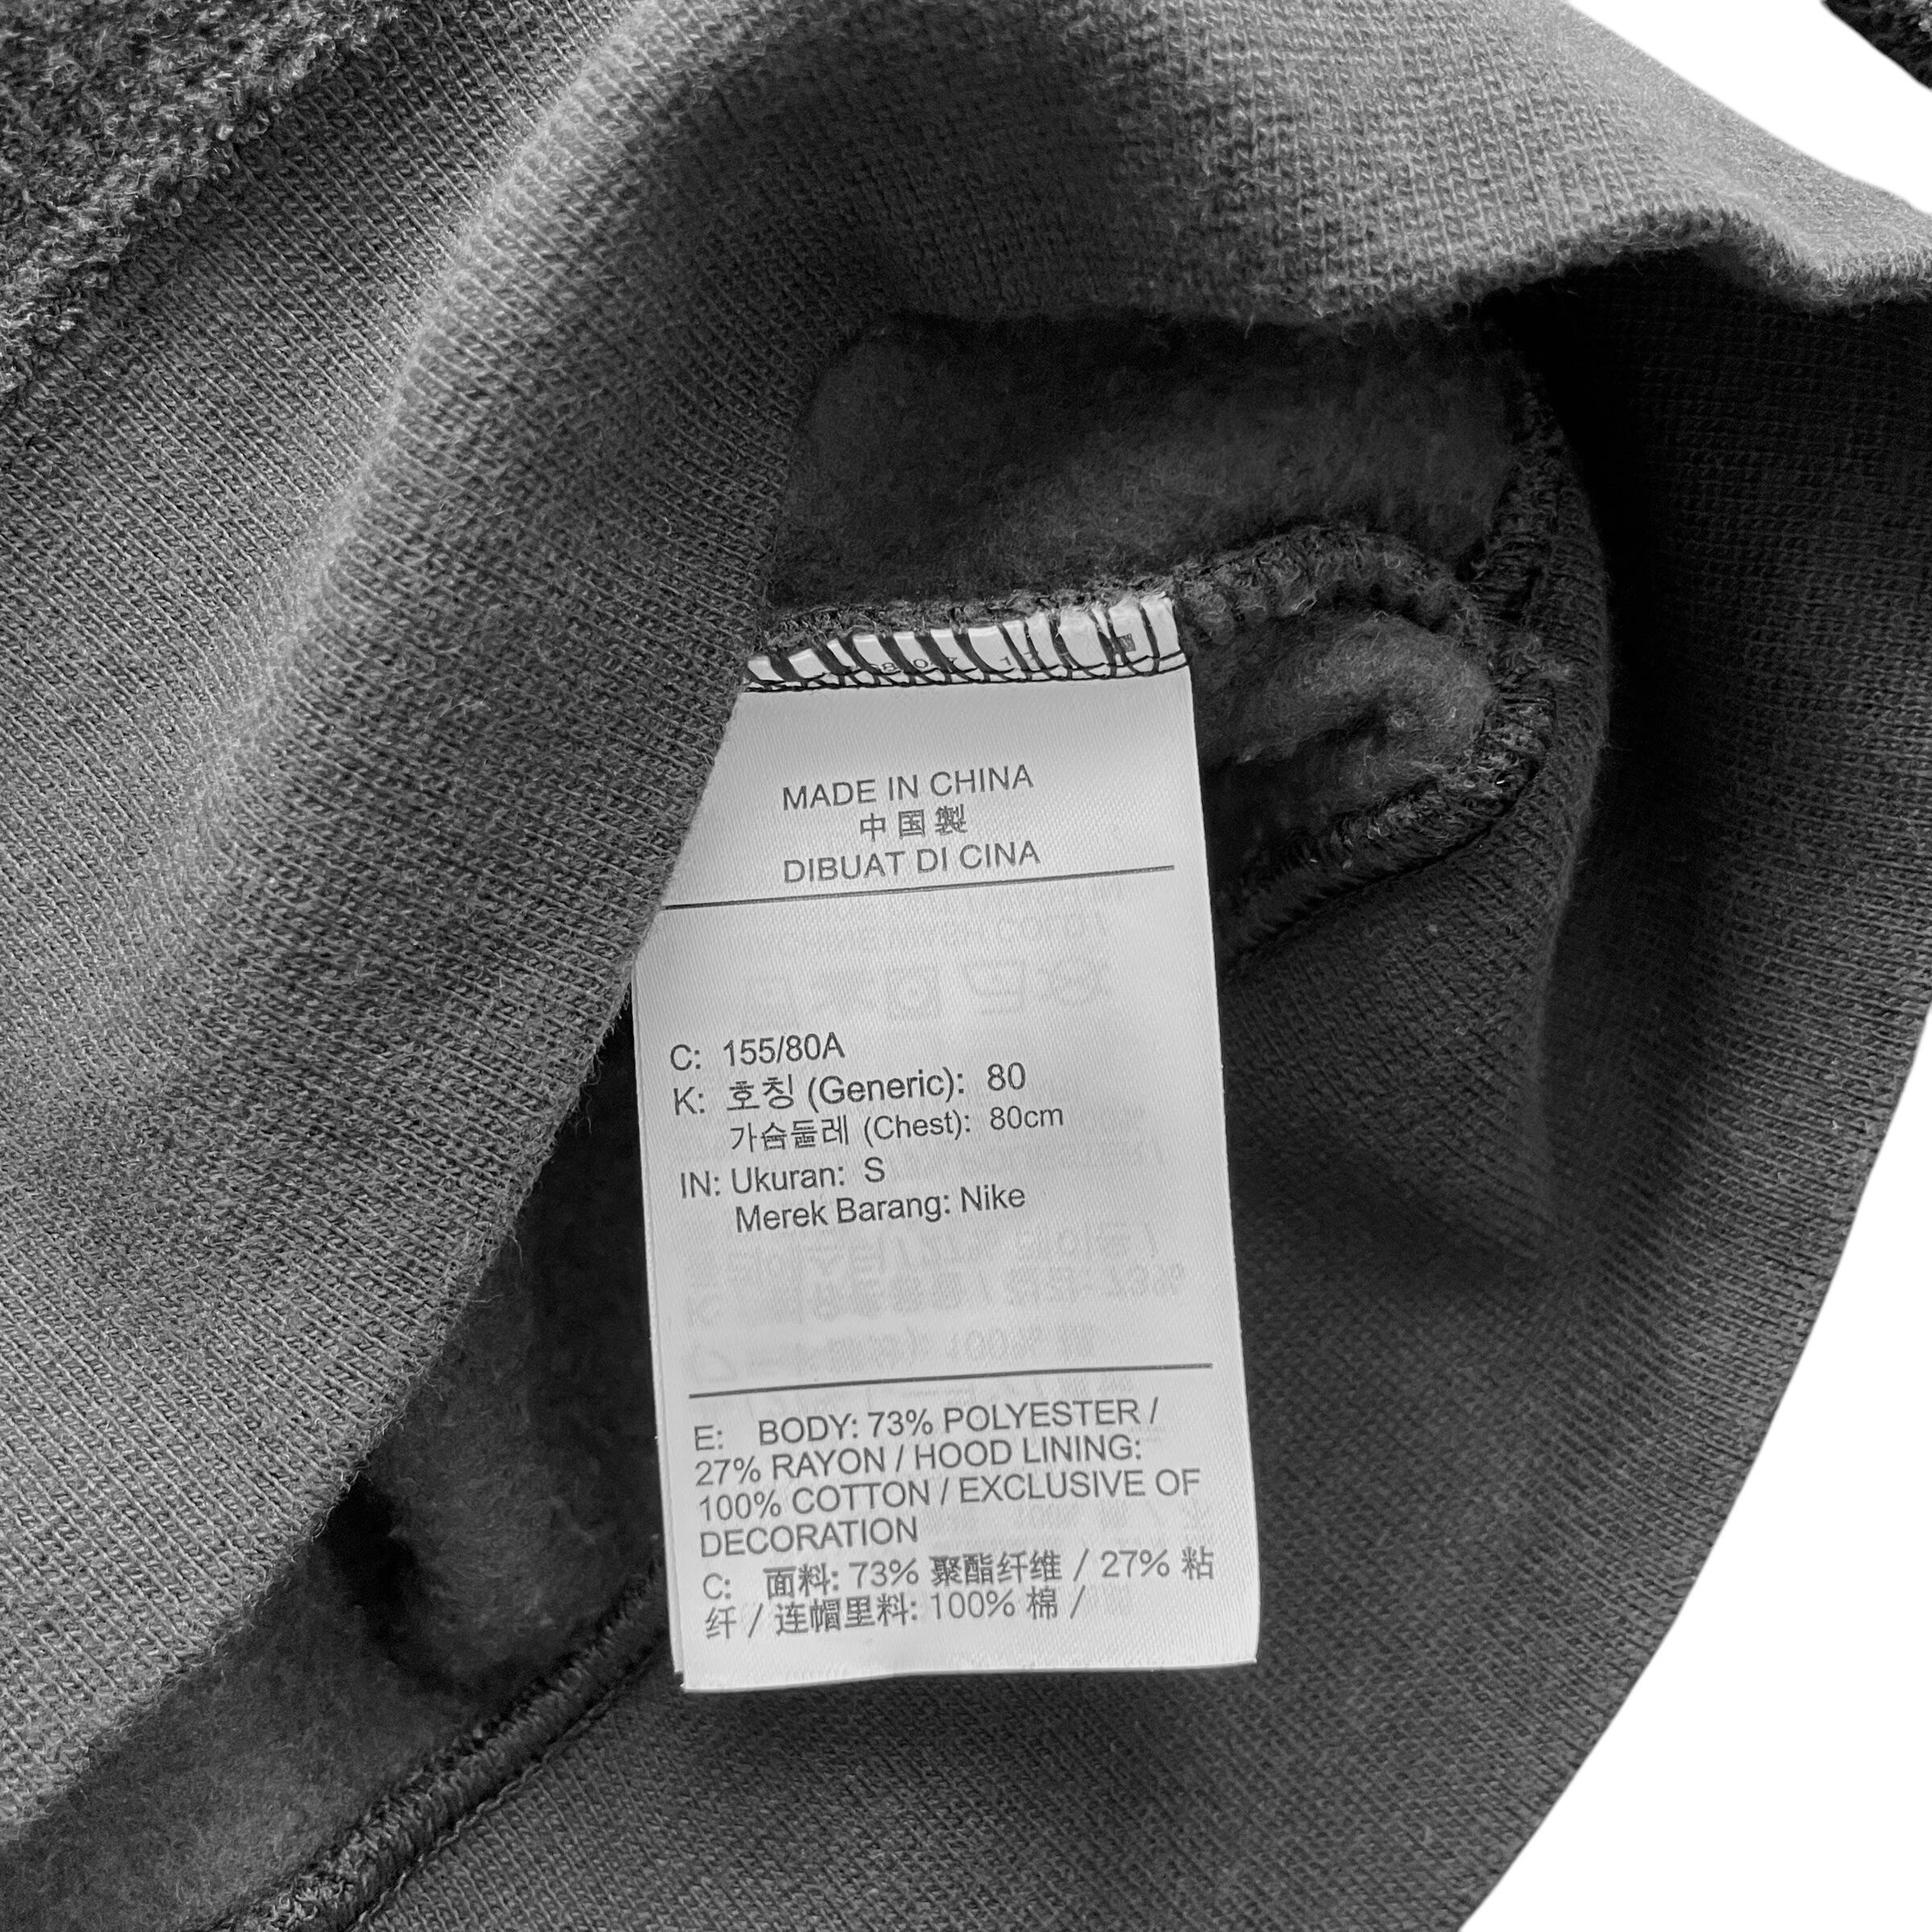 MADE IN CHINA
中国製
DIBUAT DI CINA
C: 155/80A
K: 호칭 (Generic): 80
가슴둘레 (Chest): 80cm
IN: Ukuran: S
Merek Barang: Nike
E: BODY: 73% POLYESTER /
27% RAYON / HOOD LINING:
100% COTTON / EXCLUSIVE OF
DECORATION
C: 面料: 73% 聚酯纤维 / 27% 粘
纤 / 连帽里料: 100% 棉 /